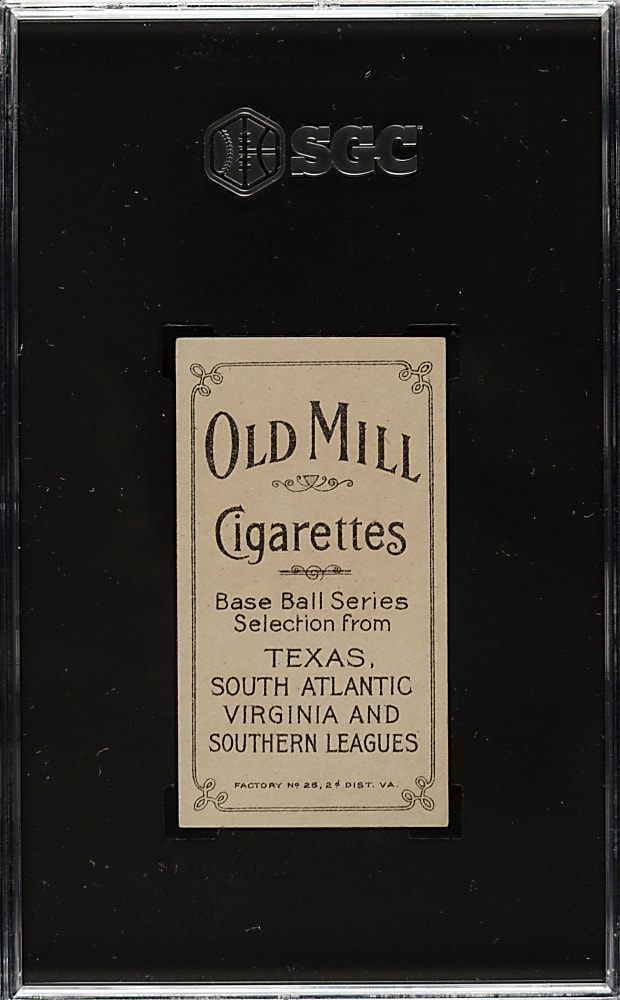 SGC
OLD MILL
Cigarettes
Base Ball Series
Selection from
TEXAS,
SOUTH ATLANTIC
VIRGINIA AND
SOUTHERN LEAGUES
FACTORY Nº 25, 2ᵈ DIST. VA.